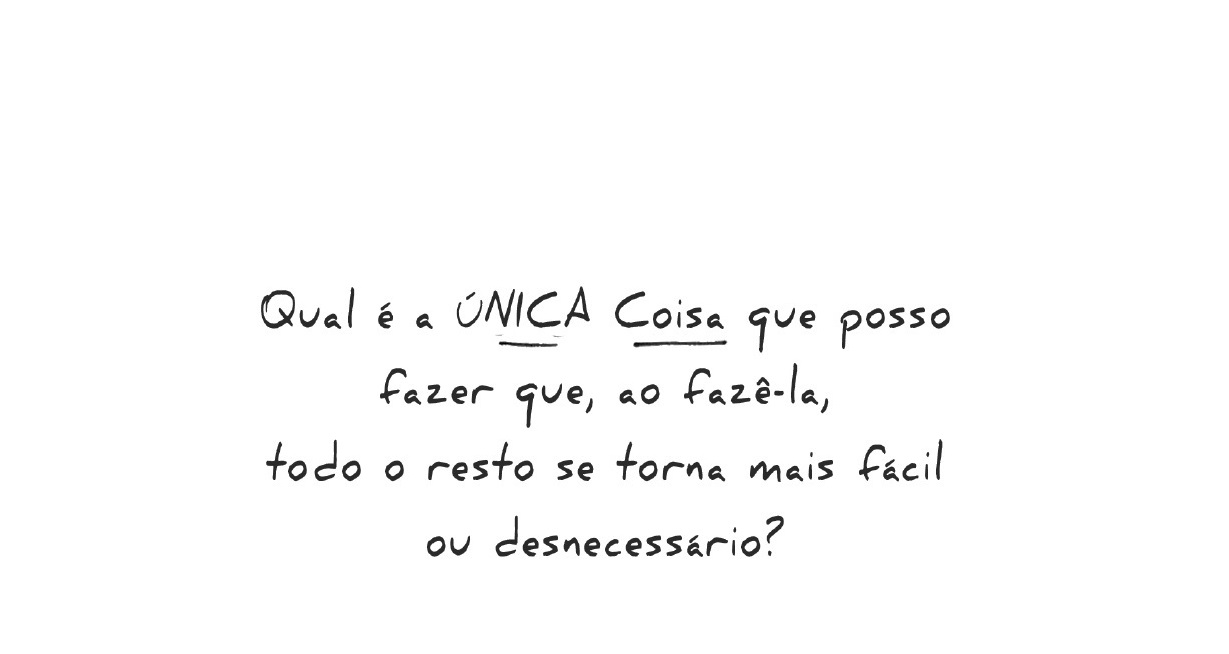 Qual é a ÚNICA Coisa que posso
fazer que, ao fazê-la,
todo o resto se torna mais fácil
ou desnecessário?